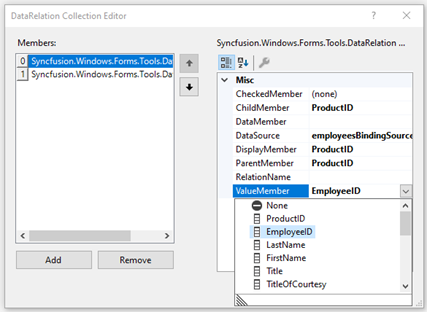 DataRelation Collection Editor
?
Members:
0 Syncfusion.Windows.Forms.Tools.Da
1 Syncfusion.Windows.Forms.Tools.Da
Add
Remove
Syncfusion.Windows.Forms.Tools.DataRelation ...
Misc
CheckedMember (none)
ChildMember ProductID
DataMember
DataSource employeesBindingSource
DisplayMember ProductID
ParentMember ProductID
RelationName
ValueMember EmployeeID
None
ProductID
EmployeeID
LastName
FirstName
Title
TitleOfCourtesy